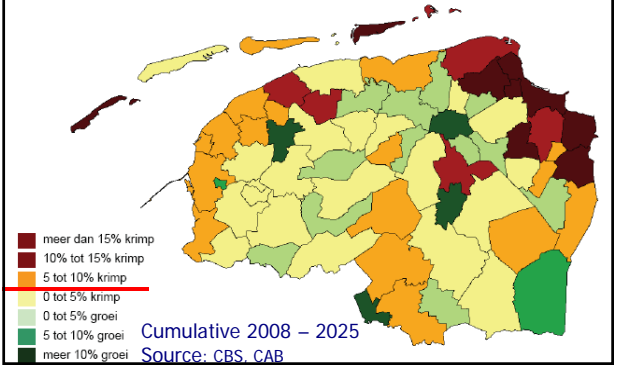 meer dan 15% krimp
10% tot 15% krimp
5 tot 10% krimp
0 tot 5% krimp
0 tot 5% groei
5 tot 10% groei
meer 10% groei
Cumulative 2008 – 2025
Source: CBS, CAB